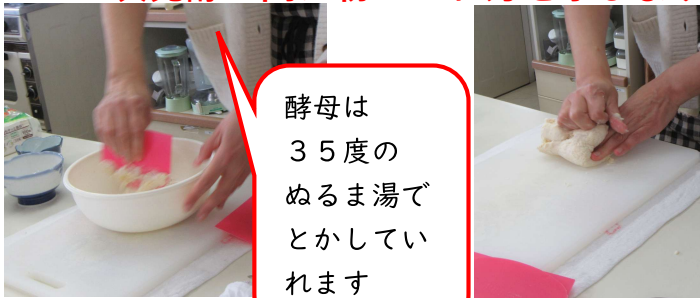 酵母は
３５度の
ぬるま湯で
とかしてい
れます